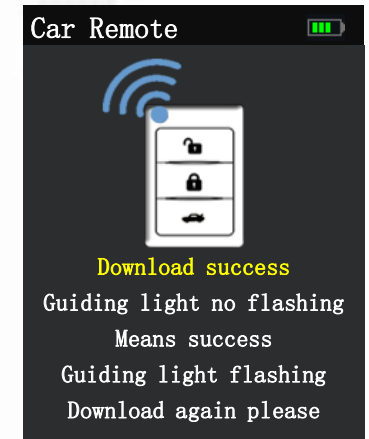 Car Remote
Download success
Guiding light no flashing
Means success
Guiding light flashing
Download again please